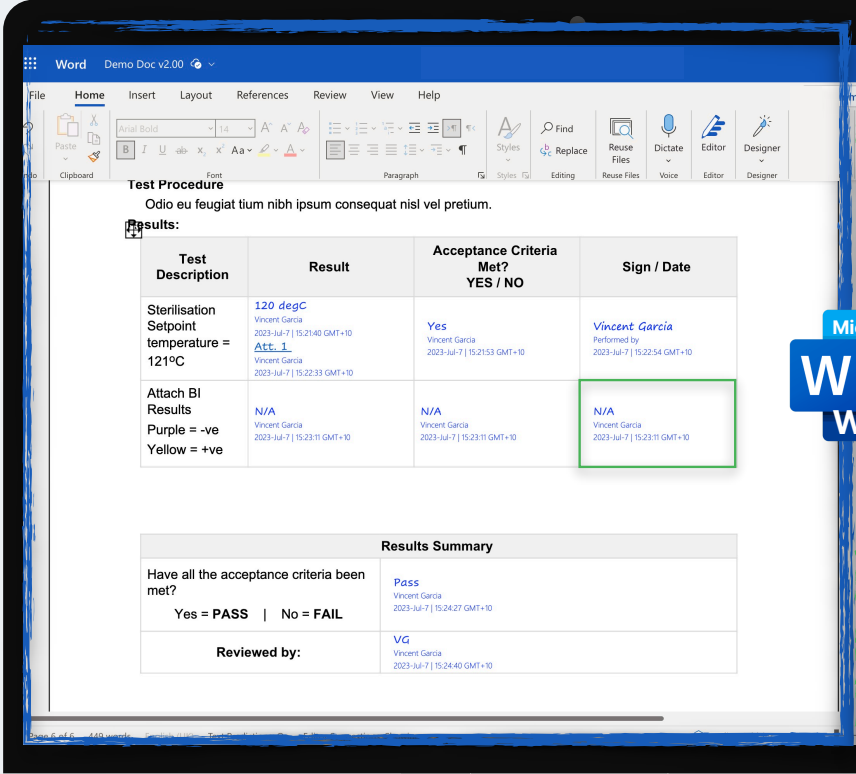 Word Demo Doc v2.00
File Home Insert Layout References Review View Help
Paste
Arial Bold 14
Find
Replace
Styles
Reuse Files
Dictate
Editor
Designer
Clipboard Font Paragraph Styles Editing Reuse Files Voice Editor Designer
Test Procedure
Odio eu feugiat tium nibh ipsum consequat nisl vel pretium.
Results:
Test Description
Result
Acceptance Criteria
Met?
YES / NO
Sign / Date
Sterilisation
Setpoint
temperature =
121ºC
120 degC
Vincent Garcia
2023-Jul-7 | 15:21:40 GMT+10
Att. 1
Vincent Garcia
2023-Jul-7 | 15:22:33 GMT+10
Yes
Vincent Garcia
2023-Jul-7 | 15:21:53 GMT+10
Vincent Garcia
Performed by
2023-Jul-7 | 15:22:54 GMT+10
Attach BI
Results
Purple = -ve
Yellow = +ve
N/A
Vincent Garcia
2023-Jul-7 | 15:23:11 GMT+10
N/A
Vincent Garcia
2023-Jul-7 | 15:23:11 GMT+10
N/A
Vincent Garcia
2023-Jul-7 | 15:23:11 GMT+10
Results Summary
Have all the acceptance criteria been
met?
Yes = PASS | No = FAIL
Pass
Vincent Garcia
2023-Jul-7 | 15:24:27 GMT+10
Reviewed by:
VG
Vincent Garcia
2023-Jul-7 | 15:24:40 GMT+10
Page 6 of 6 449 words
W
W